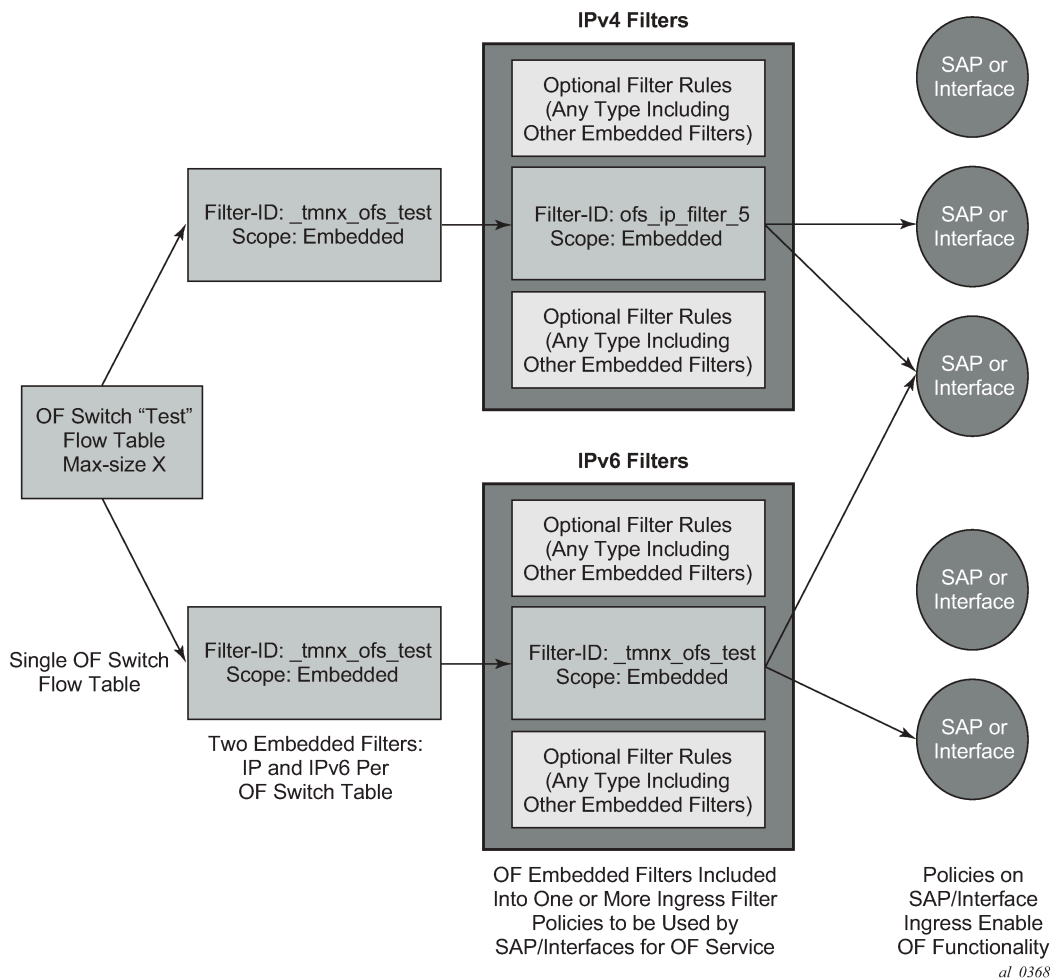 IPv4 Filters
Optional Filter Rules
(Any Type Including
Other Embedded Filters)
Filter-ID: _tmnx_ofs_test
Scope: Embedded
Filter-ID: ofs_ip_filter_5
Scope: Embedded
Optional Filter Rules
(Any Type Including
Other Embedded Filters)
SAP or
Interface
SAP or
Interface
SAP or
Interface
OF Switch “Test”
Flow Table
Max-size X
Single OF Switch
Flow Table
IPv6 Filters
Optional Filter Rules
(Any Type Including
Other Embedded Filters)
Filter-ID: _tmnx_ofs_test
Scope: Embedded
Filter-ID: _tmnx_ofs_test
Scope: Embedded
Optional Filter Rules
(Any Type Including
Other Embedded Filters)
SAP or
Interface
SAP or
Interface
Two Embedded Filters:
IP and IPv6 Per
OF Switch Table
OF Embedded Filters Included
Into One or More Ingress Filter
Policies to be Used by
SAP/Interfaces for OF Service
Policies on
SAP/Interface
Ingress Enable
OF Functionality
al_0368